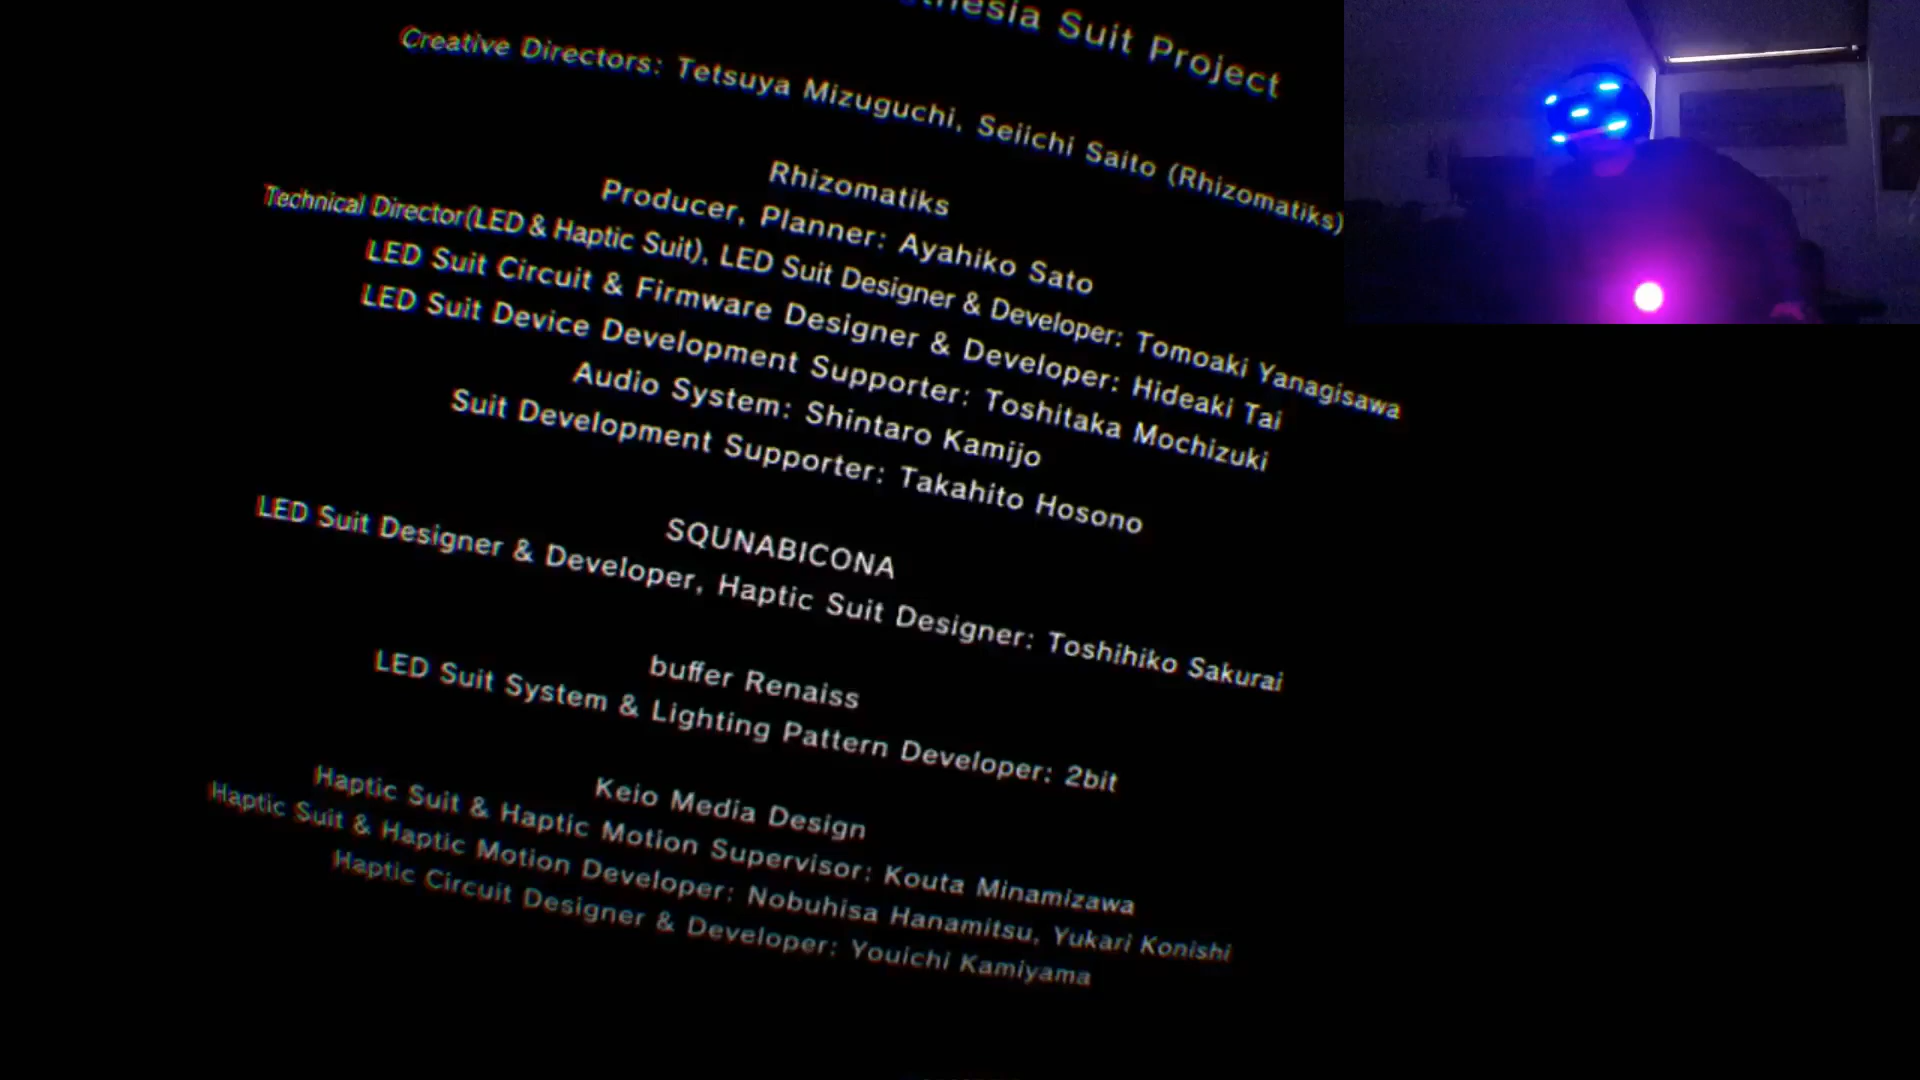 Suit Project
Creative Directors: Tetsuya Mizuguchi, Seiichi Saito (Rhizomatiks)
Rhizomatiks
Producer, Planner: Ayahiko Sato
Technical Director(LED & Haptic Suit), LED Suit Designer & Developer: Tomoaki Yanagisawa
LED Suit Circuit & Firmware Designer & Developer: Hideaki Tai
LED Suit Device Development Supporter: Toshitaka Mochizuki
Audio System: Shintaro Kamijo
Suit Development Supporter: Takahito Hosono
SQUNABICONA
LED Suit Designer & Developer, Haptic Suit Designer: Toshihiko Sakurai
buffer Renaiss
LED Suit System & Lighting Pattern Developer: 2bit
Keio Media Design
Haptic Suit & Haptic Motion Supervisor: Kouta Minamizawa
Haptic Suit & Haptic Motion Developer: Nobuhisa Hanamitsu, Yukari Konishi
Haptic Circuit Designer & Developer: Youichi Kamiyama